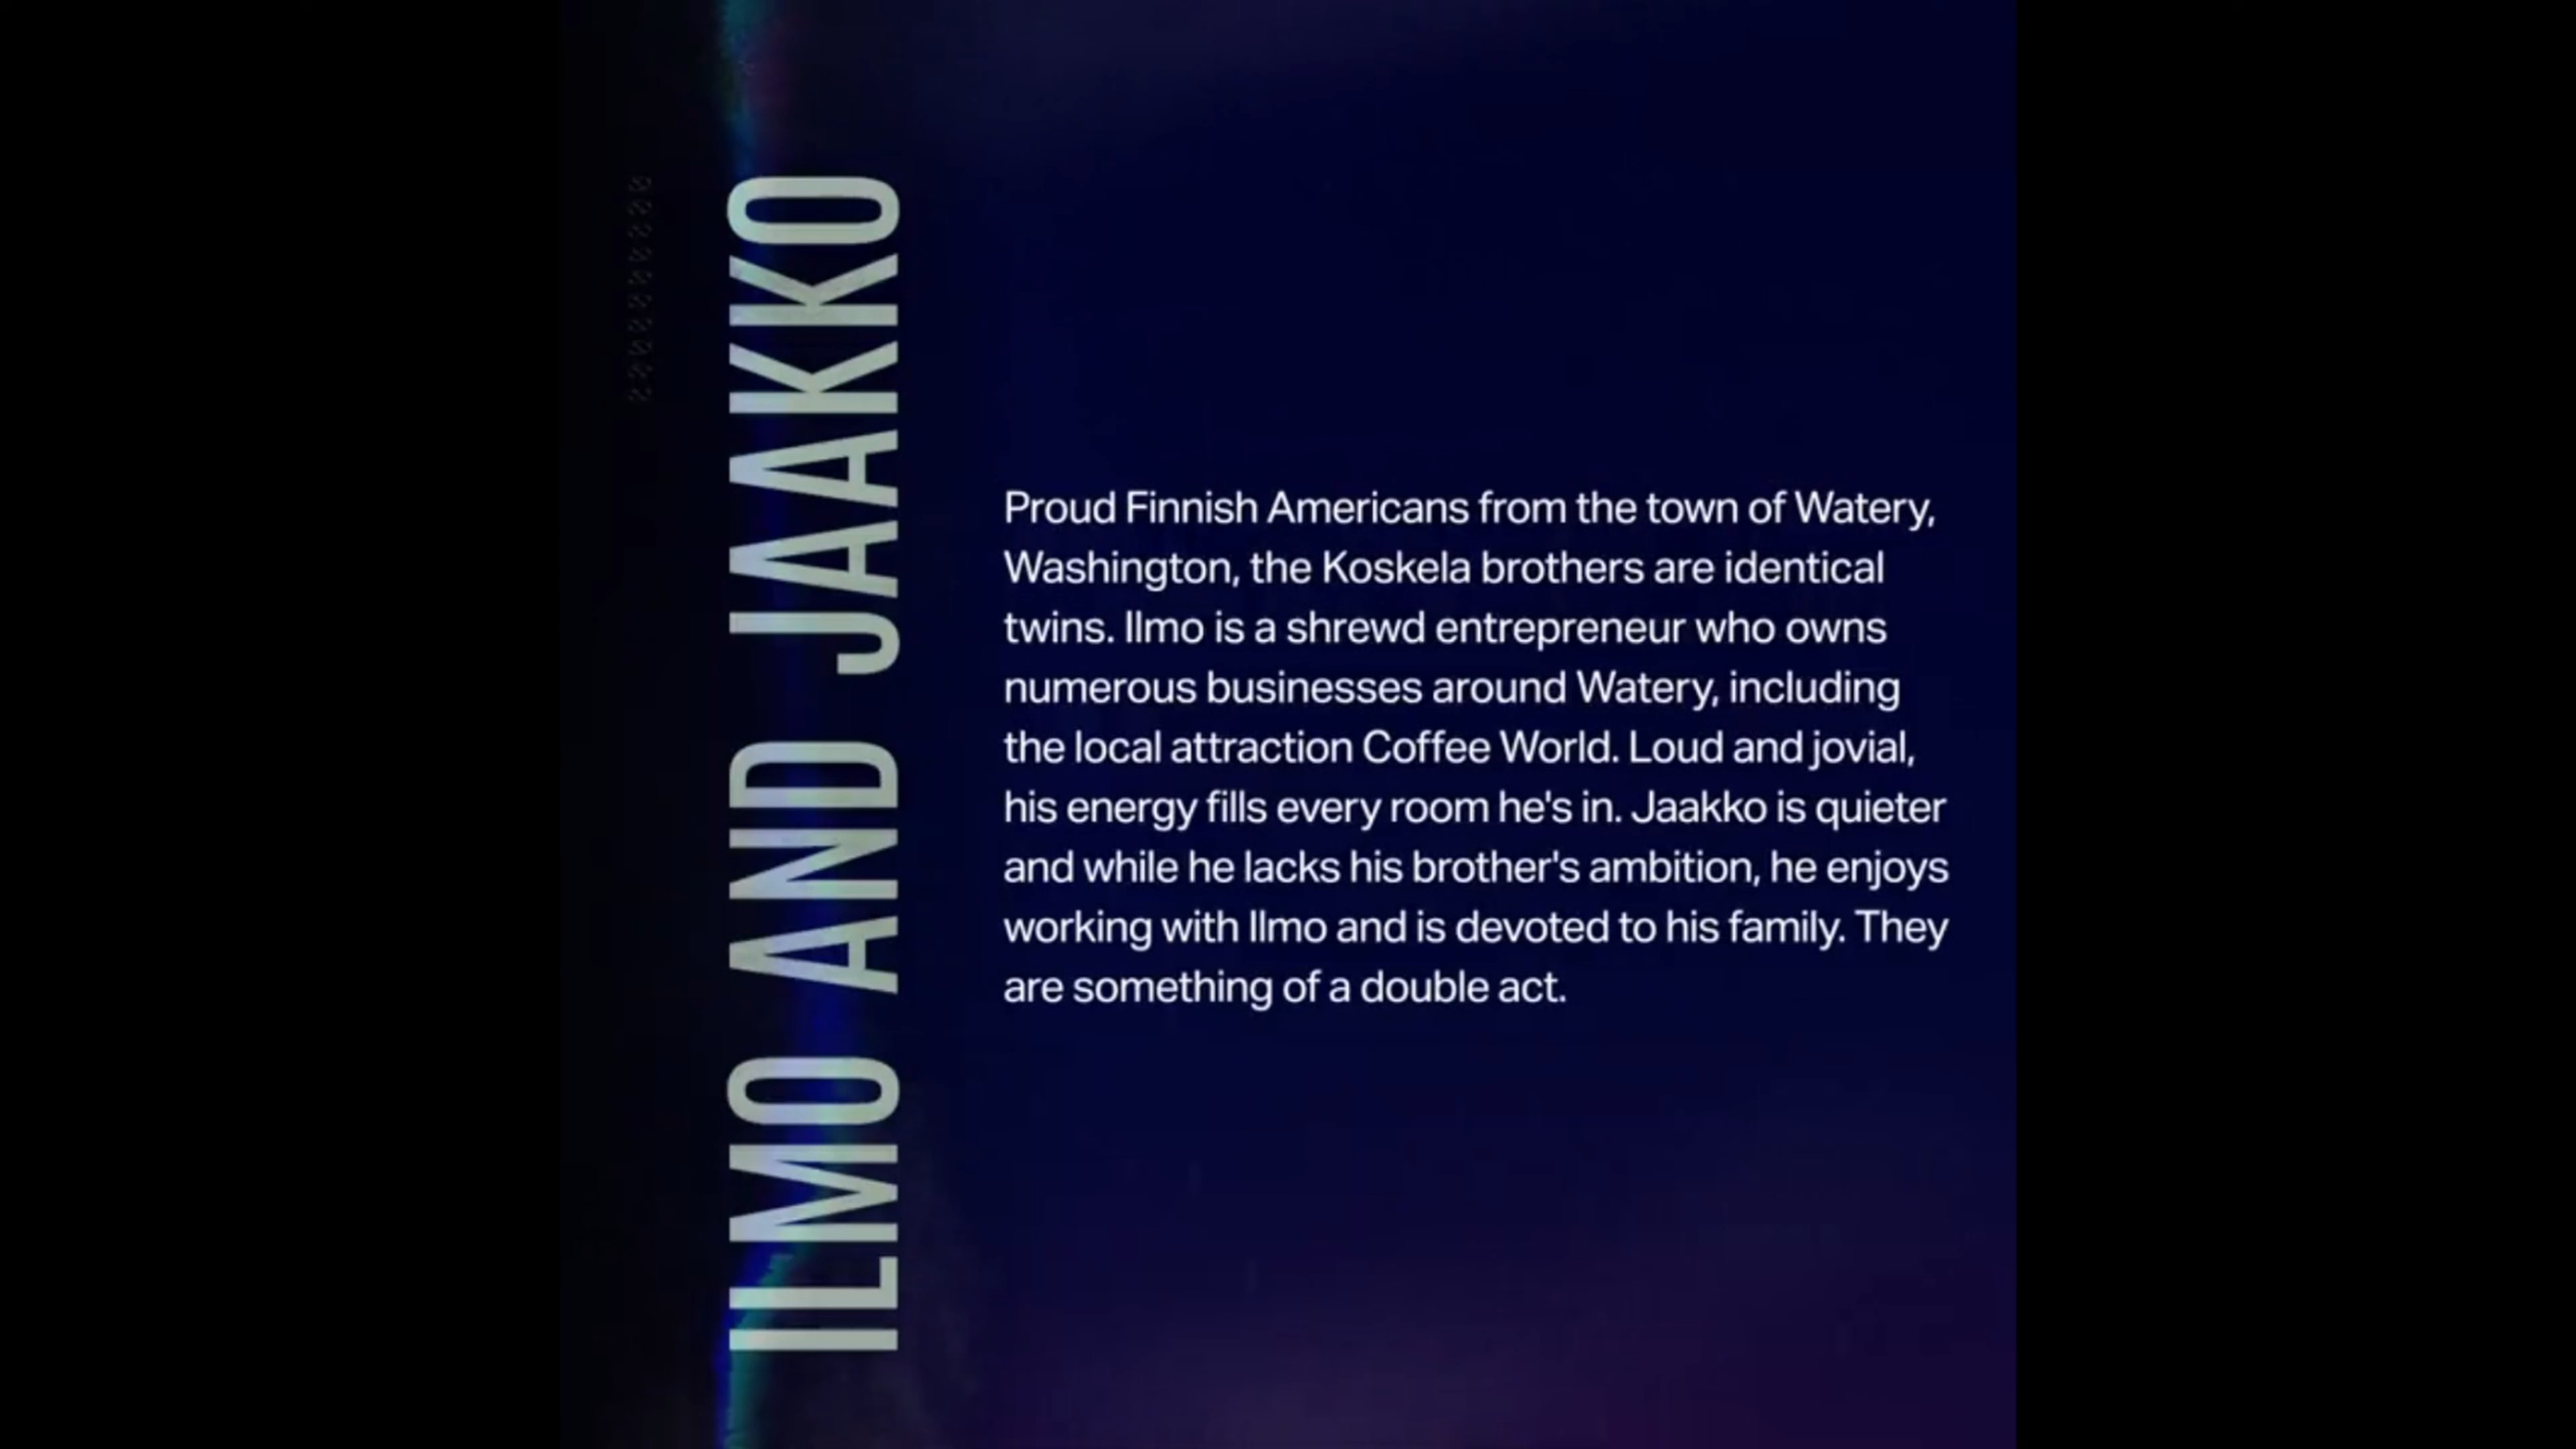 ILMO AND JAAKKO
Proud Finnish Americans from the town of Watery,
Washington, the Koskela brothers are identical
twins. Ilmo is a shrewd entrepreneur who owns
numerous businesses around Watery, including
the local attraction Coffee World. Loud and jovial,
his energy fills every room he's in. Jaakko is quieter
and while he lacks his brother's ambition, he enjoys
working with Ilmo and is devoted to his family. They
are something of a double act.